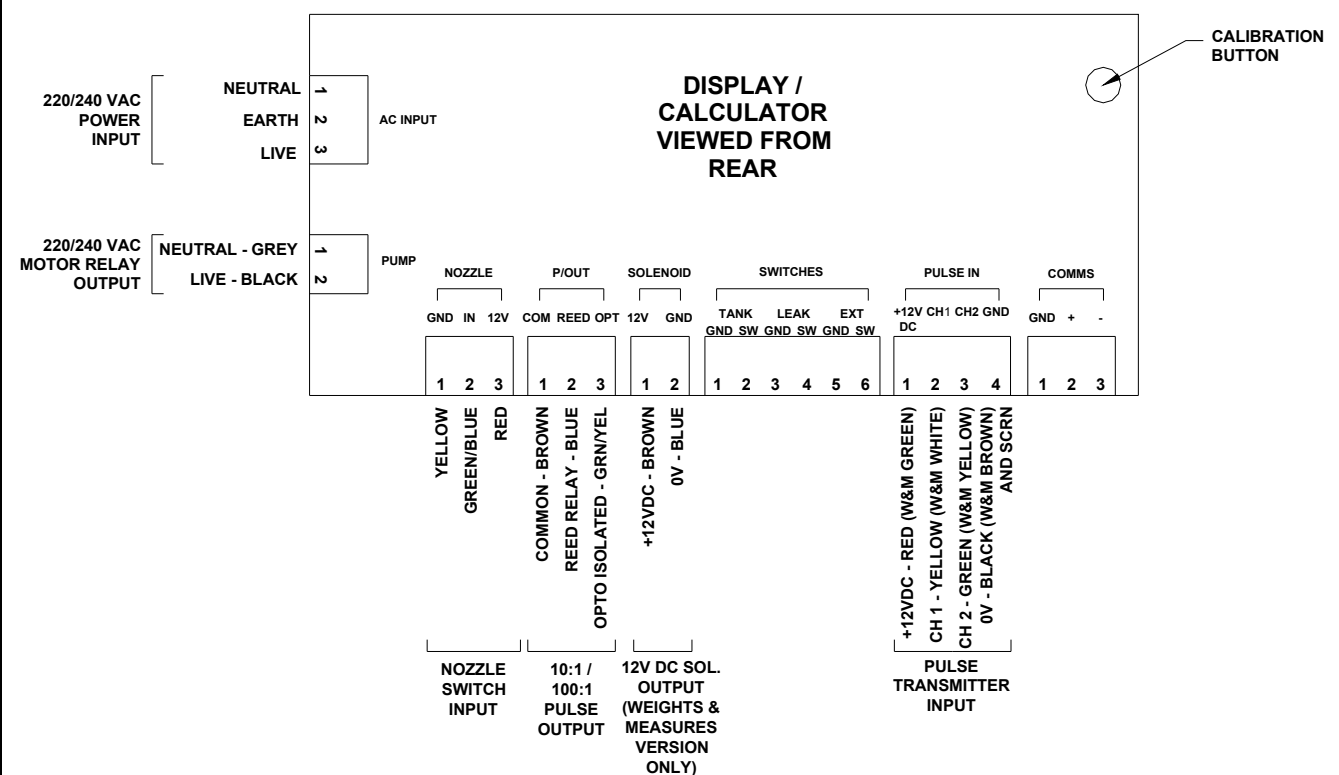 CALIBRATION
BUTTON
DISPLAY /
CALCULATOR
VIEWED FROM
REAR
220/240 VAC
POWER
INPUT
NEUTRAL 1
EARTH 2
LIVE 3
AC INPUT
220/240 VAC
MOTOR RELAY
OUTPUT
NEUTRAL - GREY 1
LIVE - BLACK 2
PUMP
NOZZLE P/OUT SOLENOID SWITCHES PULSE IN COMMS
TANK LEAK EXT
GND IN 12V COM REED OPT 12V GND GND SW GND SW GND SW +12V CH1 CH2 GND GND + -
DC
1 2 3 1 2 3 1 2 1 2 3 4 5 6 1 2 3 4 1 2 3
YELLOW
GREEN/BLUE
RED
COMMON - BROWN
REED RELAY - BLUE
OPTO ISOLATED - GRN/YEL
+12VDC - BROWN
0V - BLUE
+12VDC - RED (W&M GREEN)
CH 1 - YELLOW (W&M WHITE)
CH 2 - GREEN (W&M YELLOW)
0V - BLACK (W&M BROWN)
AND SCRN
NOZZLE
SWITCH
INPUT
10:1 /
100:1
PULSE
OUTPUT
12V DC SOL.
OUTPUT
(WEIGHTS &
MEASURES
VERSION
ONLY)
PULSE
TRANSMITTER
INPUT